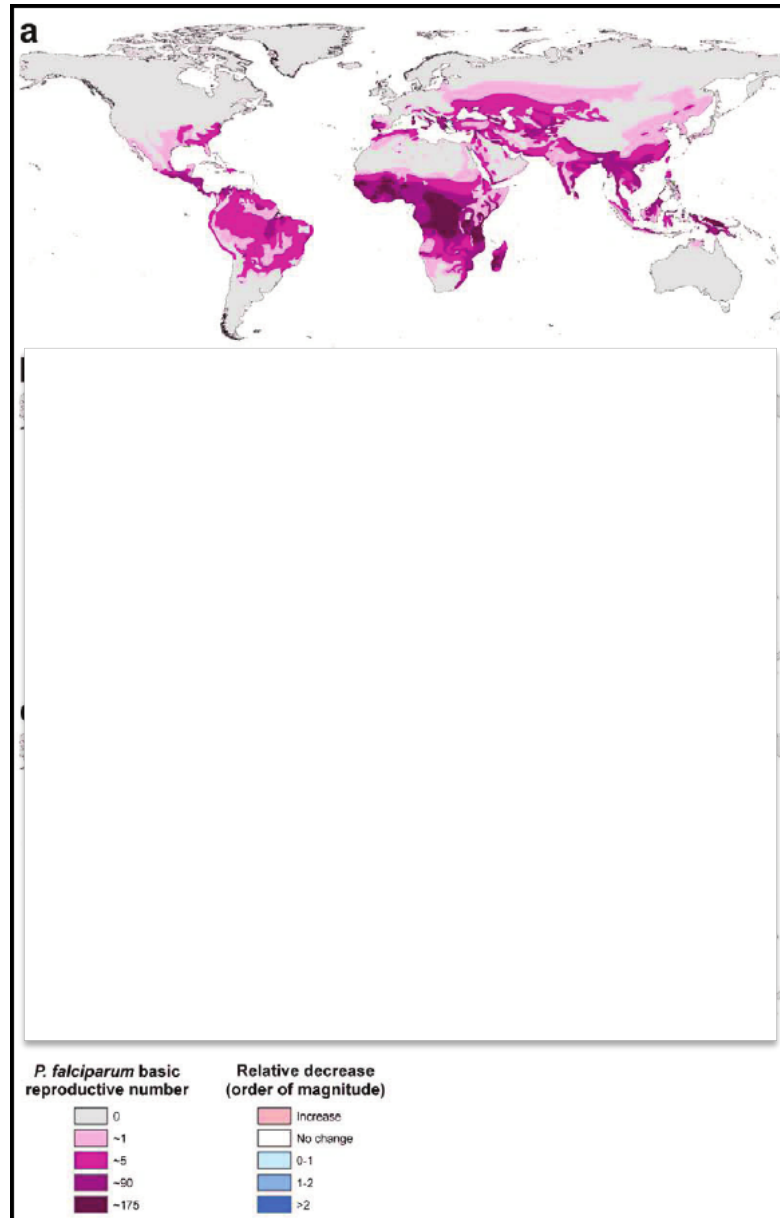 a
P. falciparum basic reproductive number
0
~1
~5
~90
~175
Relative decrease
(order of magnitude)
Increase
No change
0-1
1-2
>2